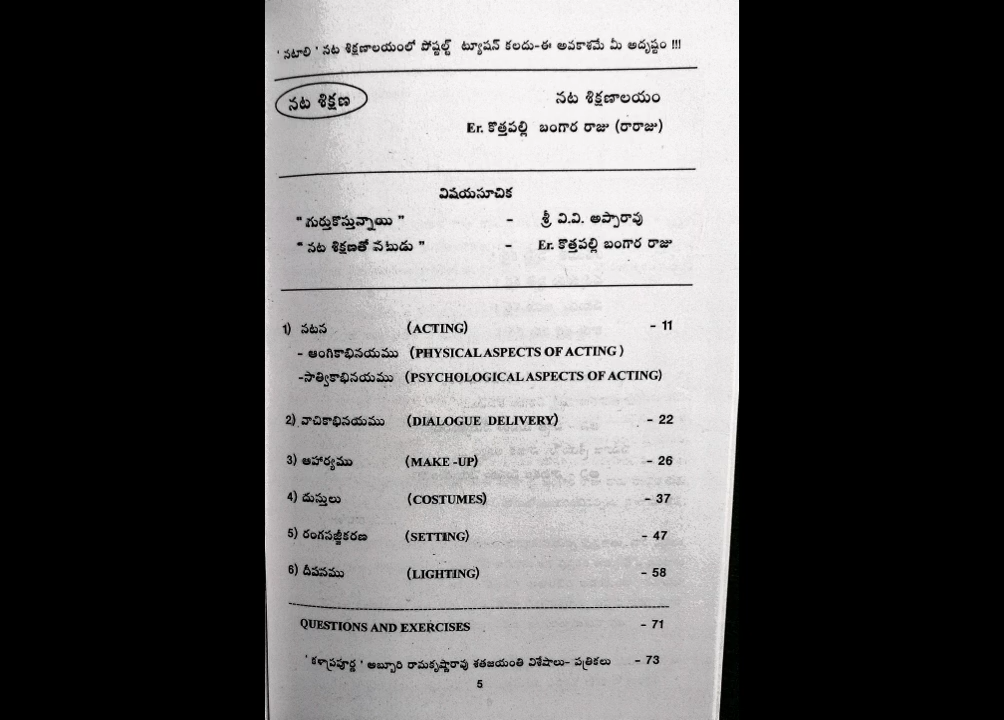 ' నటాలి ' నట శిక్షణాలయంలో పోస్టల్ ట్యూషన్ కలదు-ఈ అవకాశమే మీ అదృష్టం !!!
నట శిక్షణ
నట శిక్షణాలయం
Er. కొత్తపల్లి బంగార రాజు (రారాజు)
విషయసూచిక
" గుర్తుకొస్తున్నాయి " - శ్రీ వి.వి. అప్పారావు
" నట శిక్షణతో నటుడు " - Er. కొత్తపల్లి బంగార రాజు
1) నటన (ACTING) - 11
- ఆంగికాభినయము (PHYSICAL ASPECTS OF ACTING )
-సాత్వికాభినయము (PSYCHOLOGICAL ASPECTS OF ACTING)
2) వాచికాభినయము (DIALOGUE DELIVERY) - 22
3) ఆహార్యము (MAKE -UP) - 26
4) దుస్తులు (COSTUMES) - 37
5) రంగసజ్జీకరణ (SETTING) - 47
6) దీపనము (LIGHTING) - 58
QUESTIONS AND EXERCISES - 71
' కళాప్రపూర్ణ ' అబ్బూరి రామకృష్ణారావు శతజయంతి విశేషాలు- పత్రికలు - 73
5